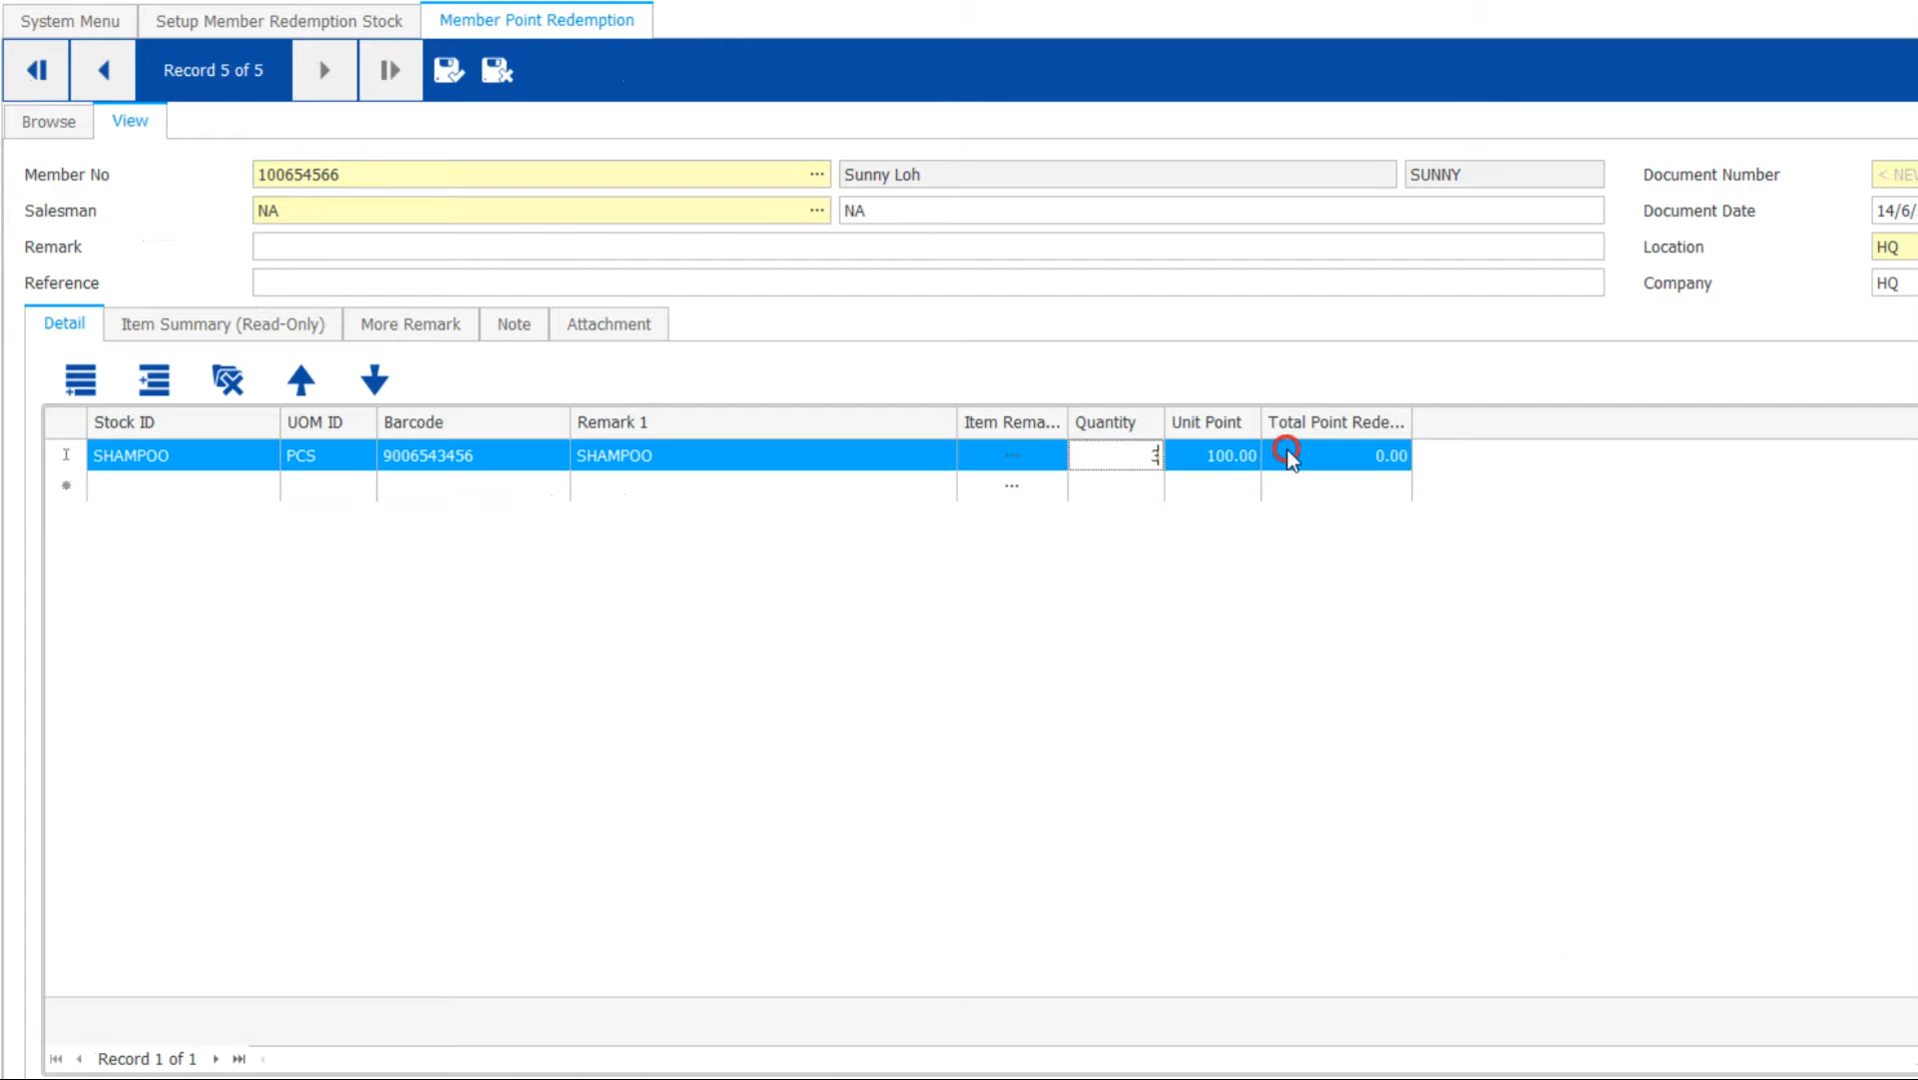 System Menu Setup Member Redemption Stock Member Point Redemption
Record 5 of 5
Browse View
Member No 100654566 ... Sunny Loh SUNNY Document Number < NEW
Salesman NA ... NA Document Date 14/6/
Remark Location HQ
Reference Company HQ
Detail Item Summary (Read-Only) More Remark Note Attachment
Stock ID UOM ID Barcode Remark 1 Item Rema... Quantity Unit Point Total Point Rede...
SHAMPOO PCS 9006543456 SHAMPOO ... 100.00 0.00
...
Record 1 of 1